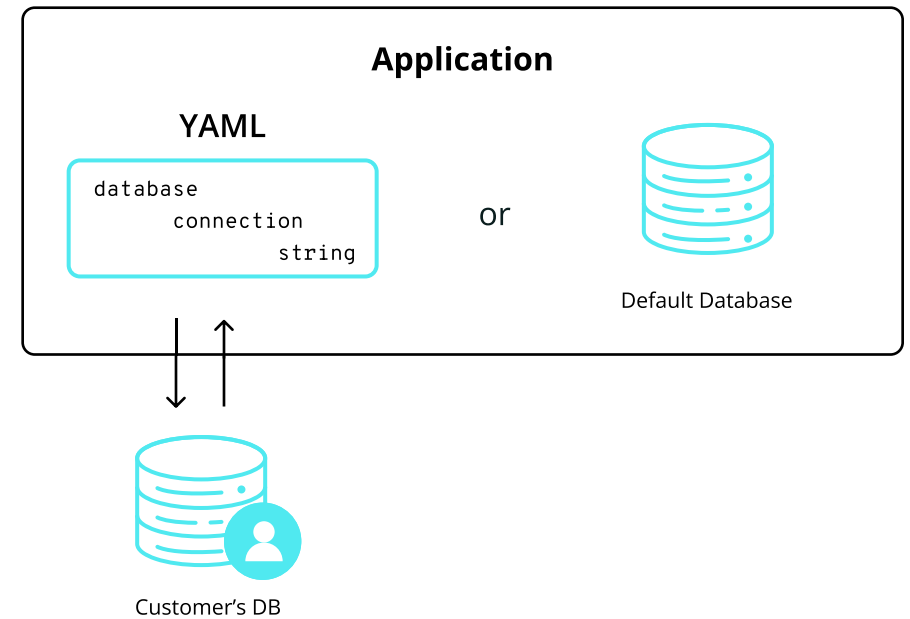 Application
YAML
database
connection
string
or
Default Database
Customer’s DB